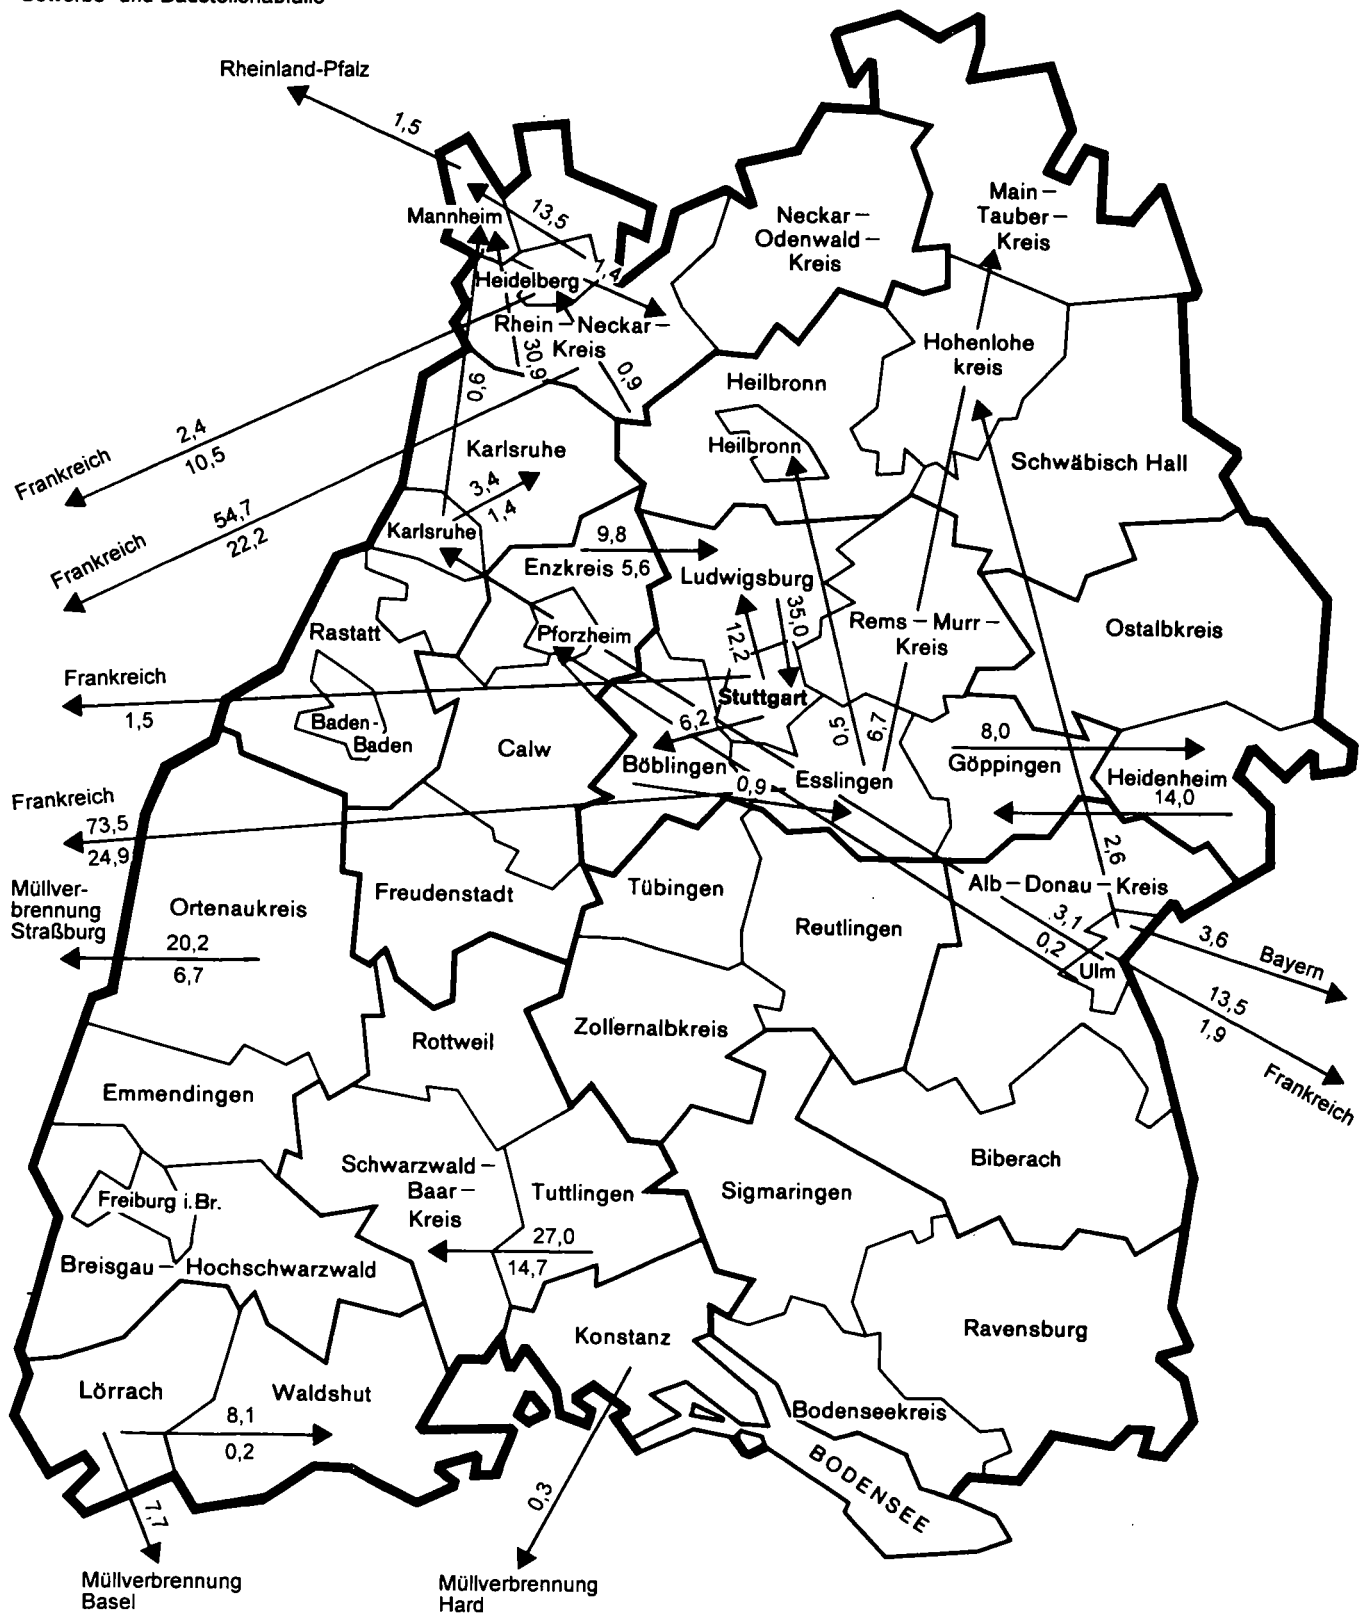 Gewerbe- und Baustellenabfälle
Rheinland-Pfalz
1,5
Mannheim
13,5
1,4
Heidelberg
Rhein – Neckar –
Kreis
30,9
0,9
0,6
Neckar –
Odenwald –
Kreis
Main –
Tauber –
Kreis
Hohenlohe
kreis
Heilbronn
Heilbronn
Schwäbisch Hall
Frankreich
2,4
10,5
Karlsruhe
3,4
1,4
Karlsruhe
Frankreich
54,7
22,2
9,8
Enzkreis 5,6
Ludwigsburg
35,0
12,2
Pforzheim
Rastatt
Rems – Murr –
Kreis
Ostalbkreis
Frankreich
1,5
Stuttgart
6,2
Baden-
Baden
Calw
Böblingen
0,9
Esslingen
0,5
6,7
8,0
Göppingen
Heidenheim
14,0
Frankreich
73,5
24,9
2,6
Müllver-
brennung
Straßburg
20,2
6,7
Ortenaukreis
Freudenstadt
Tübingen
Reutlingen
Alb – Donau – Kreis
3,1
0,2
Ulm
3,6
Bayern
13,5
1,9
Frankreich
Rottweil
Zollernalbkreis
Emmendingen
Schwarzwald –
Baar –
Kreis
Tuttlingen
Sigmaringen
Biberach
Freiburg i.Br.
27,0
14,7
Breisgau – Hochschwarzwald
Konstanz
Ravensburg
Lörrach
Waldshut
8,1
0,2
Bodenseekreis
BODENSEE
7,7
0,3
Müllverbrennung
Basel
Müllverbrennung
Hard